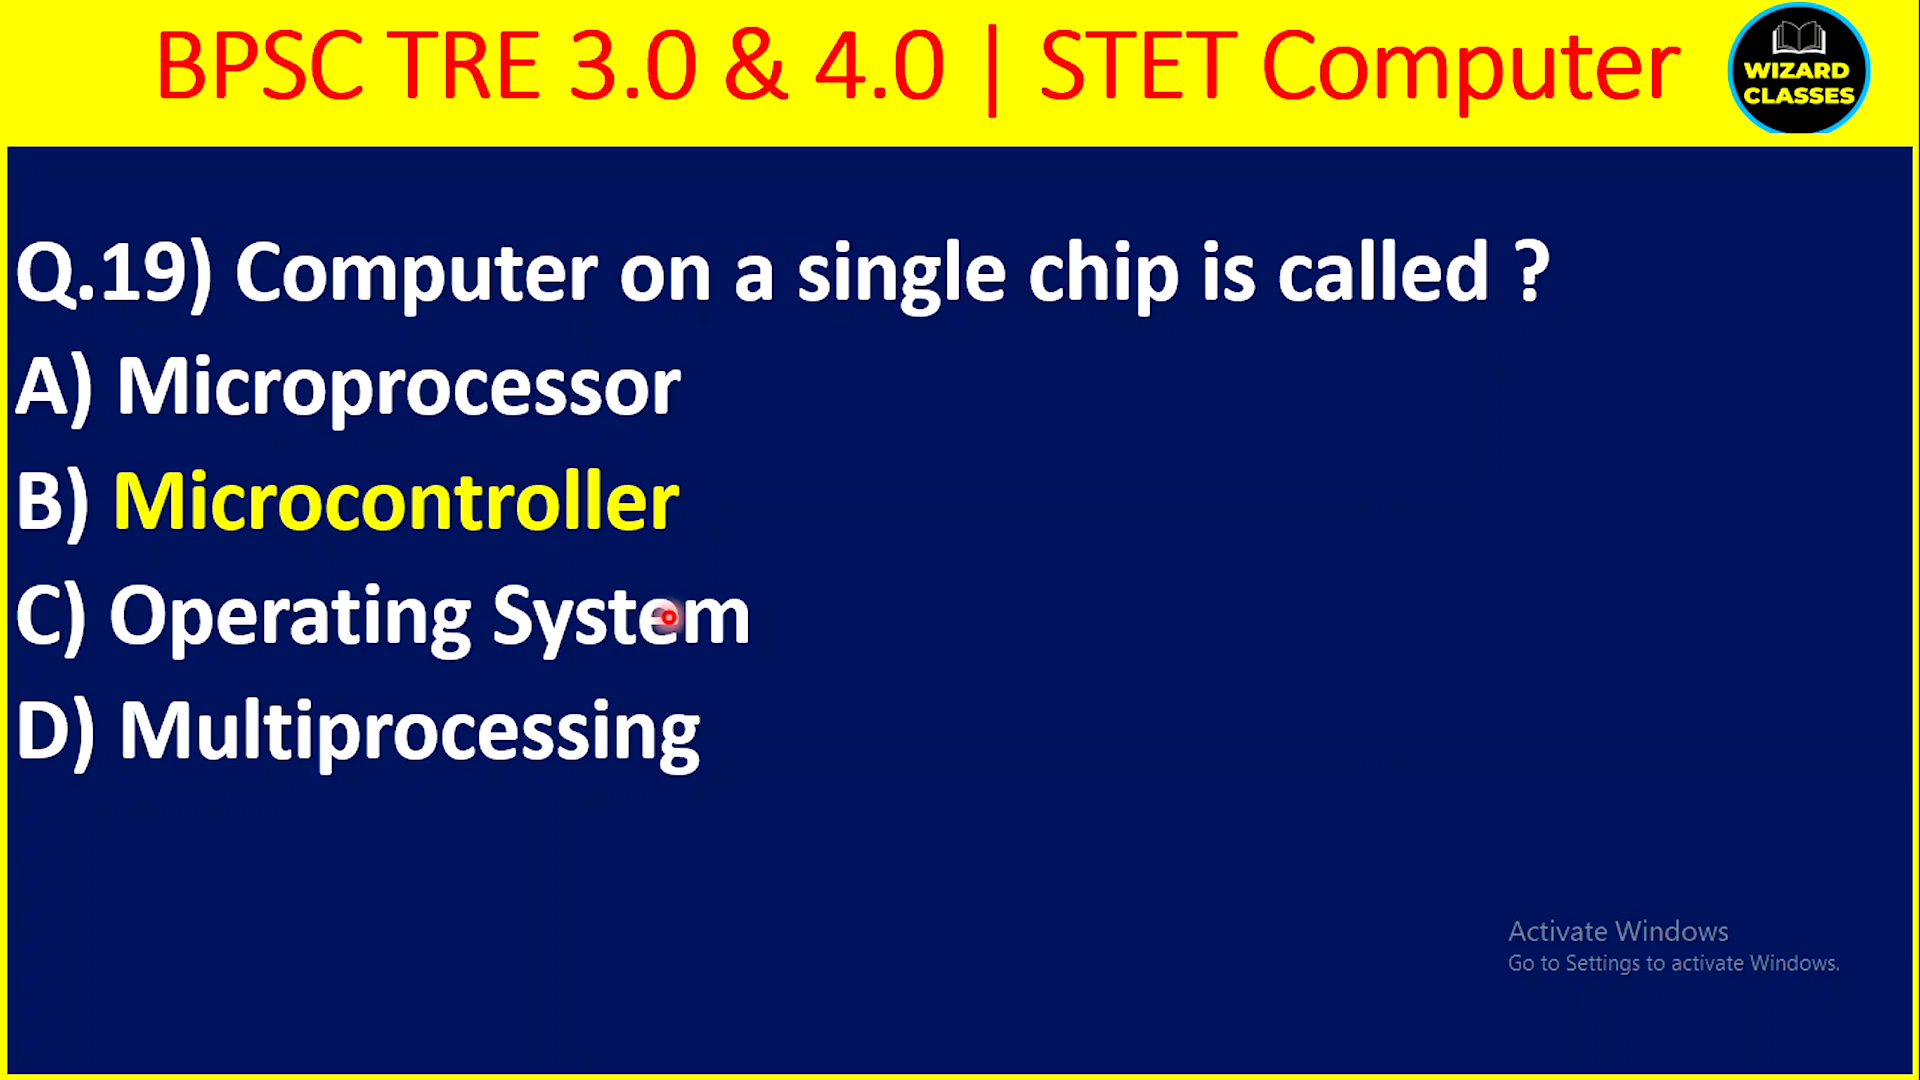 BPSC TRE 3.0 & 4.0 | STET Computer
WIZARD
CLASSES
Q.19) Computer on a single chip is called ?
A) Microprocessor
B) Microcontroller
C) Operating System
D) Multiprocessing
Activate Windows
Go to Settings to activate Windows.